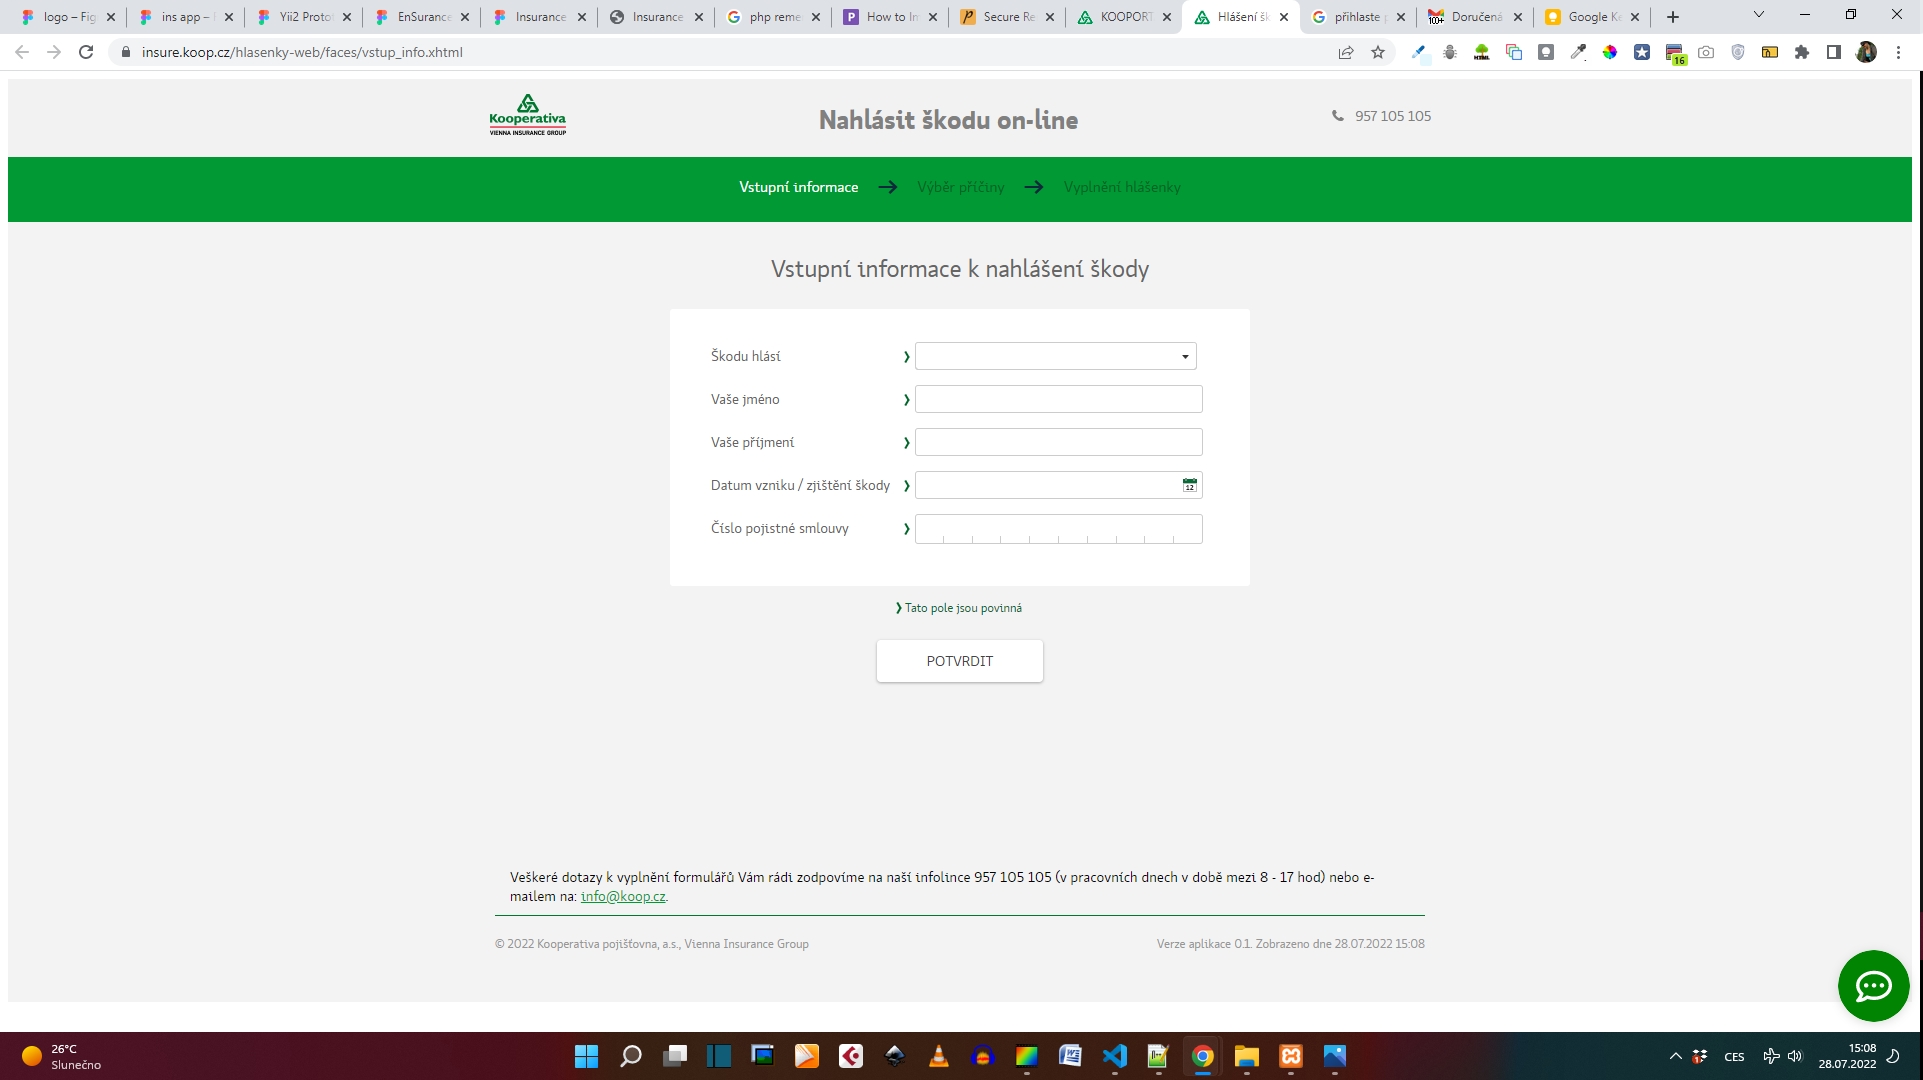 logo – Fig
ins app –
Yii2 Proto
EnSurance
Insurance
Insurance
php reme
How to In
Secure Re
KOOPORT
Hlášení šk
přihlaste p
Doručená
Google Ke
insure.koop.cz/hlasenky-web/faces/vstup_info.xhtml
16
Kooperativa
VIENNA INSURANCE GROUP
Nahlásit škodu on-line
957 105 105
Vstupní informace
Výběr příčiny
Vyplnění hlášenky
Vstupní informace k nahlášení škody
Škodu hlásí
Vaše jméno
Vaše příjmení
Datum vzniku / zjištění škody
12
Číslo pojistné smlouvy
Tato pole jsou povinná
POTVRDIT
Veškeré dotazy k vyplnění formulářů Vám rádi zodpovíme na naší infolince 957 105 105 (v pracovních dnech v době mezi 8 - 17 hod) nebo e-
mailem na: info@koop.cz.
© 2022 Kooperativa pojišťovna, a.s., Vienna Insurance Group
Verze aplikace 0.1. Zobrazeno dne 28.07.2022 15:08
26°C
Slunečno
CES
15:08
28.07.2022